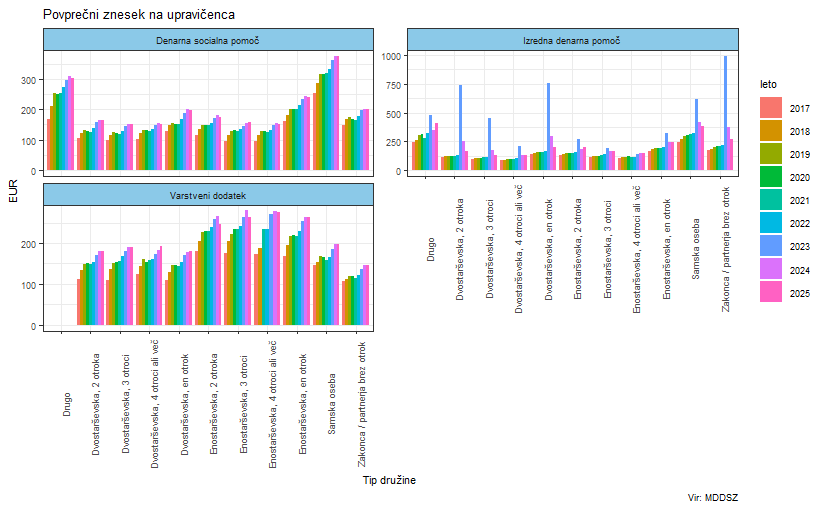 Povprečni znesek na upravičenca
Denarna socialna pomoč
Izredna denarna pomoč
Varstveni dodatek
EUR
300
200
100
0
1000
750
500
250
0
200
100
0
Drugo
Dvostarševska, 2 otroka
Dvostarševska, 3 otroci
Dvostarševska, 4 otroci ali več
Dvostarševska, en otrok
Enostarševska, 2 otroka
Enostarševska, 3 otroci
Enostarševska, 4 otroci ali več
Enostarševska, en otrok
Samska oseba
Zakonca / partnerja brez otrok
Drugo
Dvostarševska, 2 otroka
Dvostarševska, 3 otroci
Dvostarševska, 4 otroci ali več
Dvostarševska, en otrok
Enostarševska, 2 otroka
Enostarševska, 3 otroci
Enostarševska, 4 otroci ali več
Enostarševska, en otrok
Samska oseba
Zakonca / partnerja brez otrok
Tip družine
leto
2017
2018
2019
2020
2021
2022
2023
2024
2025
Vir: MDDSZ